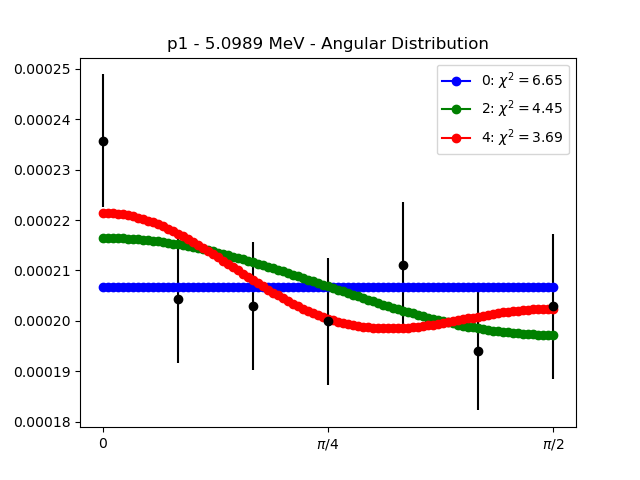 p1 - 5.0989 MeV - Angular Distribution
0.00025
0.00024
0.00023
0.00022
0.00021
0.00020
0.00019
0.00018
0: χ² = 6.65
2: χ² = 4.45
4: χ² = 3.69
0
π/4
π/2